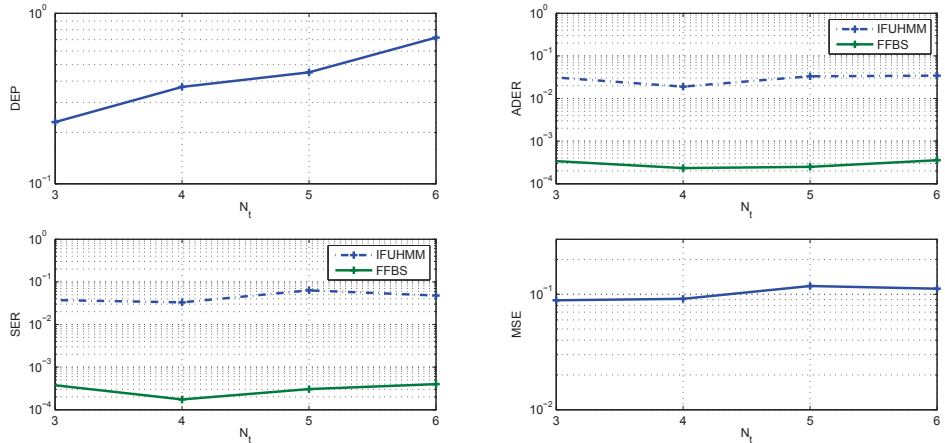 10^0
10^-1
DEP
3 4 5 6
N_t
10^0
10^-1
10^-2
10^-3
10^-4
ADER
IFUHMM
FFBS
3 4 5 6
N_t
10^0
10^-1
10^-2
10^-3
10^-4
SER
IFUHMM
FFBS
3 4 5 6
N_t
10^-1
10^-2
MSE
3 4 5 6
N_t